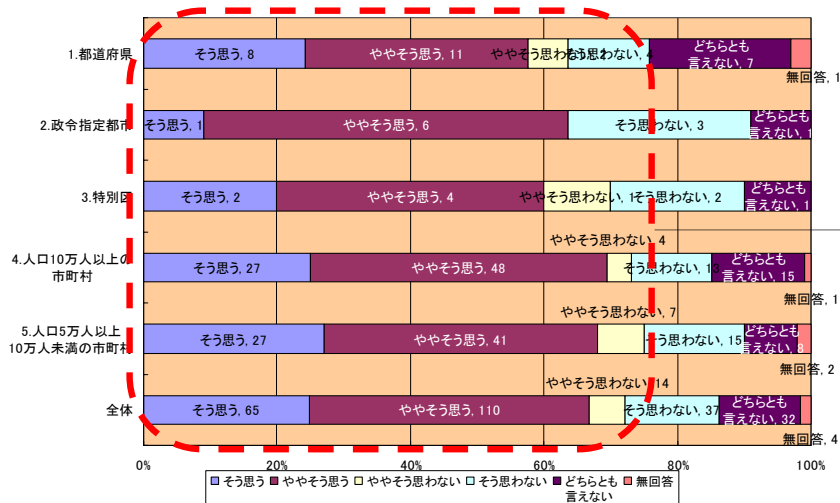 1.都道府県
そう思う, 8
ややそう思う, 11
ややそう思わない, 2
そう思わない, 4
どちらとも
言えない, 7
無回答, 1
2.政令指定都市
そう思う, 1
ややそう思う, 6
そう思わない, 3
どちらとも
言えない, 1
3.特別区
そう思う, 2
ややそう思う, 4
ややそう思わない, 1
そう思わない, 2
どちらとも
言えない, 1
ややそう思わない, 4
4.人口10万人以上の
市町村
そう思う, 27
ややそう思う, 48
そう思わない, 13
どちらとも
言えない, 15
無回答, 1
ややそう思わない, 7
5.人口5万人以上
10万人未満の市町村
そう思う, 27
ややそう思う, 41
そう思わない, 15
どちらとも
言えない, 8
無回答, 2
ややそう思わない, 14
全体
そう思う, 65
ややそう思う, 110
そう思わない, 37
どちらとも
言えない, 32
無回答, 4
0% 20% 40% 60% 80% 100%
そう思う ややそう思う ややそう思わない そう思わない どちらとも 無回答
言えない